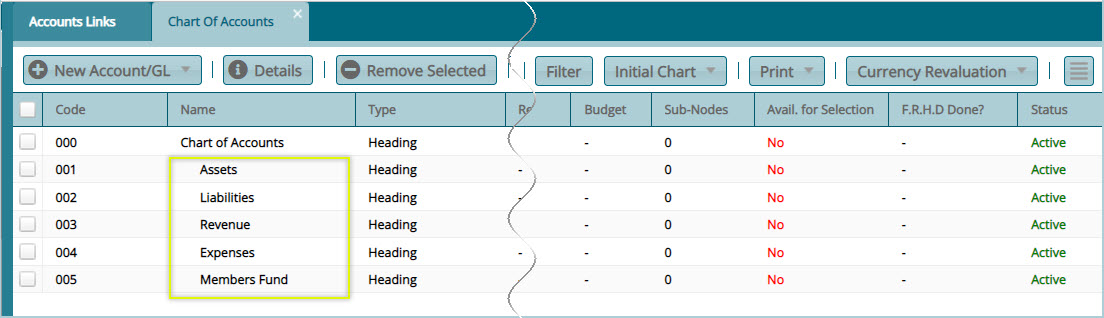 Accounts Links Chart Of Accounts ×
New Account/GL Details Remove Selected Filter Initial Chart Print Currency Revaluation
Code Name Type Budget Sub-Nodes Avail. for Selection F.R.H.D Done? Status
000 Chart of Accounts Heading - 0 No - Active
001 Assets Heading - - 0 No - Active
002 Liabilities Heading - - 0 No - Active
003 Revenue Heading - - 0 No - Active
004 Expenses Heading - - 0 No - Active
005 Members Fund Heading - - 0 No - Active